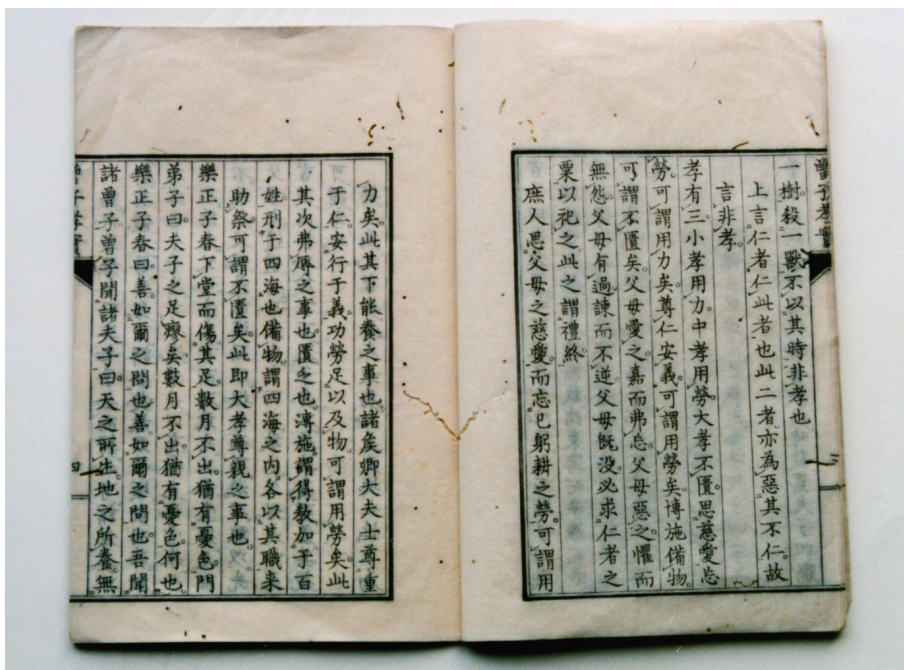 曾子孝實
一樹殺一獸不以其時非孝也
上言仁者仁此者也此二者亦為惡其不仁故
言非孝。
孝有三。小孝用力。中孝用勞。大孝不匱。思慈愛忘
勞。可謂用力矣。尊仁安義。可謂用勞矣。博施備物。
可謂不匱矣。父母愛之。嘉而弗忘。父母惡之。懼而
無怨。父母有過。諫而不逆。父母既沒。必求仁者之
粟以祀之。此之謂禮終
庶人思父母之慈愛。而忘已躬耕之勞。可謂用
三
力矣。此其下能養之事也。諸矦卿大夫士尊重
于仁。安行于義。功勞足以及物。可謂用勞矣。此
其次弗辱之事也。匱乏也。溥施。謂得敎加于百
姓。刑于四海也。備物。謂四海之内各以其職来
助祭。可謂不匱矣。此即大孝尊親之事也。
樂正子春下堂而傷其足。數月不出。猶有憂色。門
弟子曰。夫子之足瘳矣。數月不出。猶有憂色。何也
樂正子春曰。善如爾之問也。善如爾之問也。吾聞
諸曾子。曾子聞諸夫子曰。天之所生。地之所養。無
曾子孝實
四